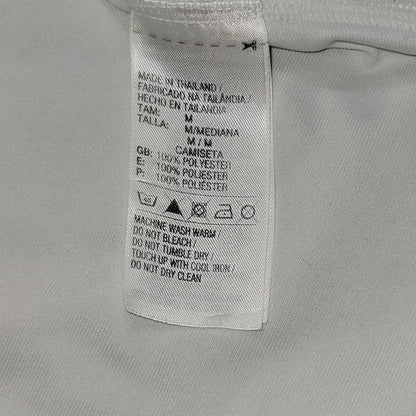 MADE IN THAILAND /
FABRICADO NA TAILÂNDIA /
HECHO EN TAILANDIA
TAM: M
TALLA: M/MEDIANA
M / M
CAMISETA
GB: 100% POLYESTER
E: 100% POLIESTER
P: 100% POLIÉSTER
40
MACHINE WASH WARM /
DO NOT BLEACH /
DO NOT TUMBLE DRY /
TOUCH UP WITH COOL IRON /
DO NOT DRY CLEAN